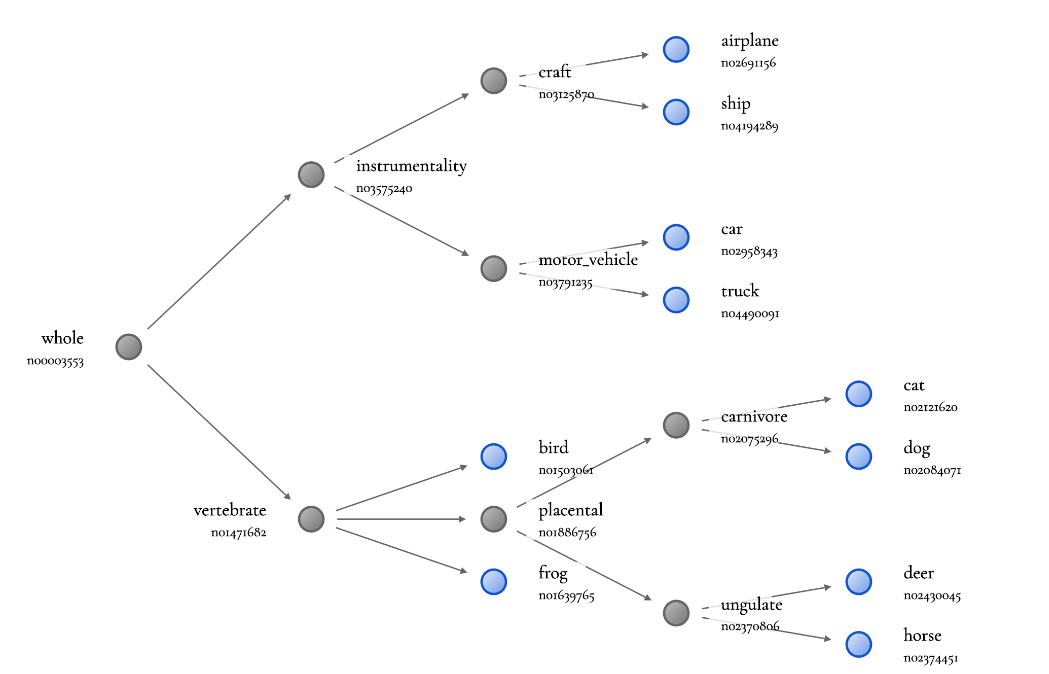 airplane
n02691156
craft
n03125870
ship
n04194289
instrumentality
n03575240
car
n02958343
motor_vehicle
n03791235
truck
n04490091
whole
n00003553
cat
n02121620
carnivore
n02075296
bird
n01503061
dog
n02084071
vertebrate
n01471682
placental
n01886756
frog
n01639765
deer
n02430045
ungulate
n02370806
horse
n02374451